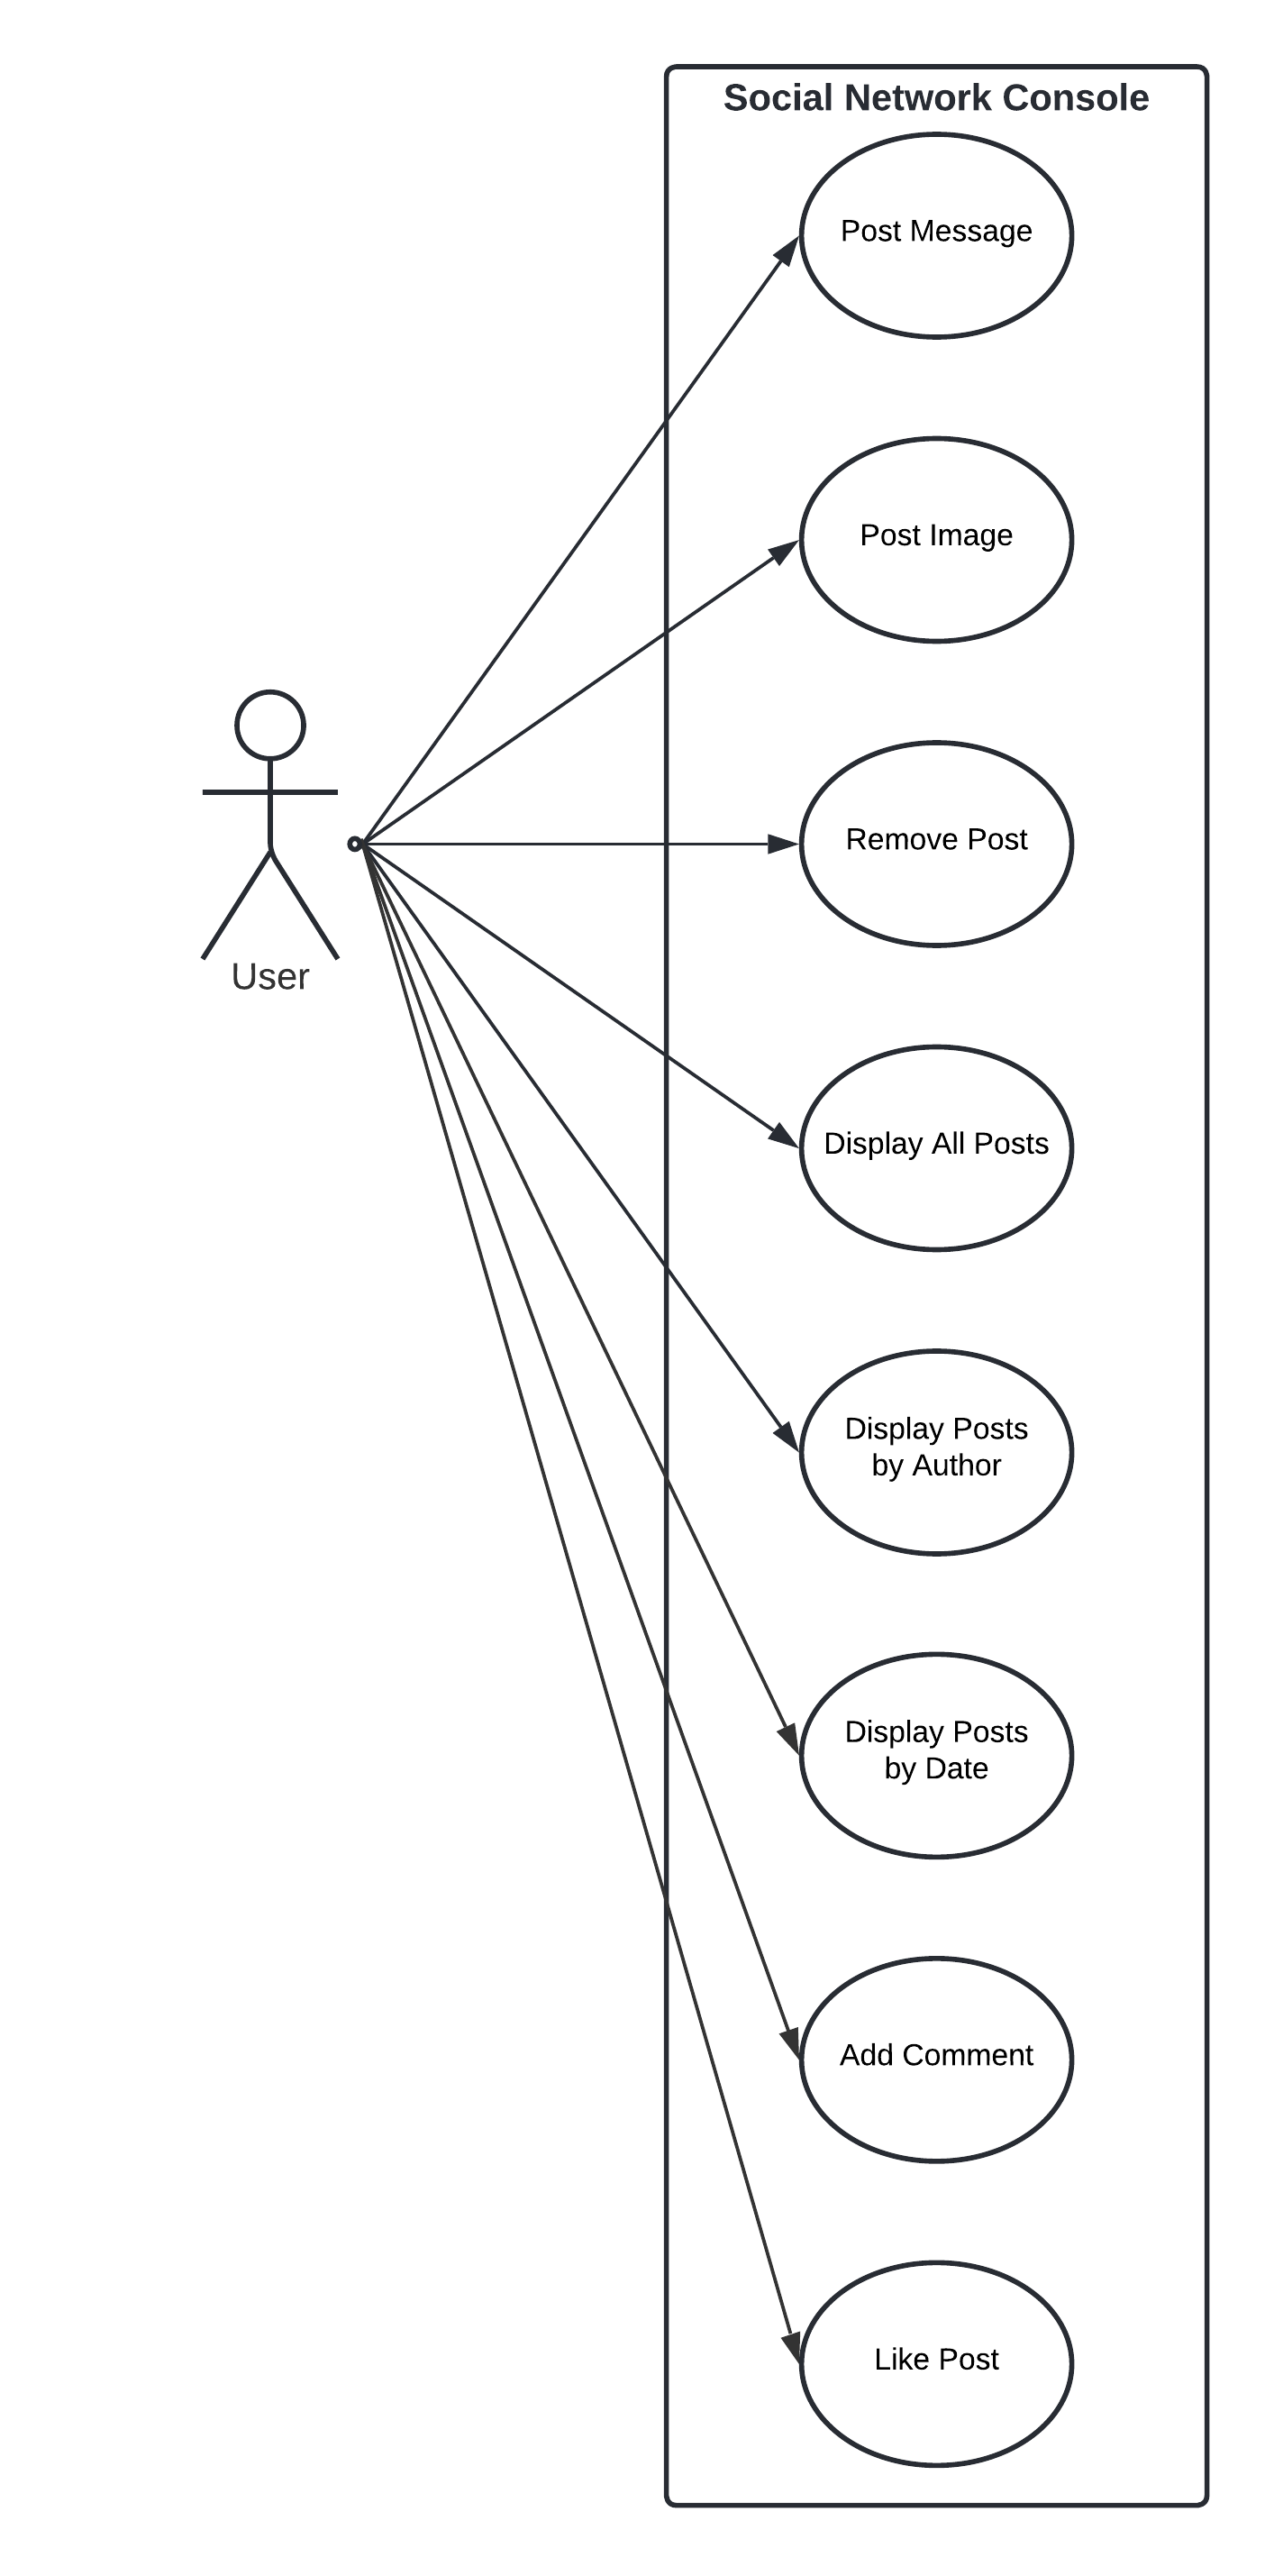 Social Network Console
Post Message
Post Image
Remove Post
User
Display All Posts
Display Posts
by Author
Display Posts
by Date
Add Comment
Like Post